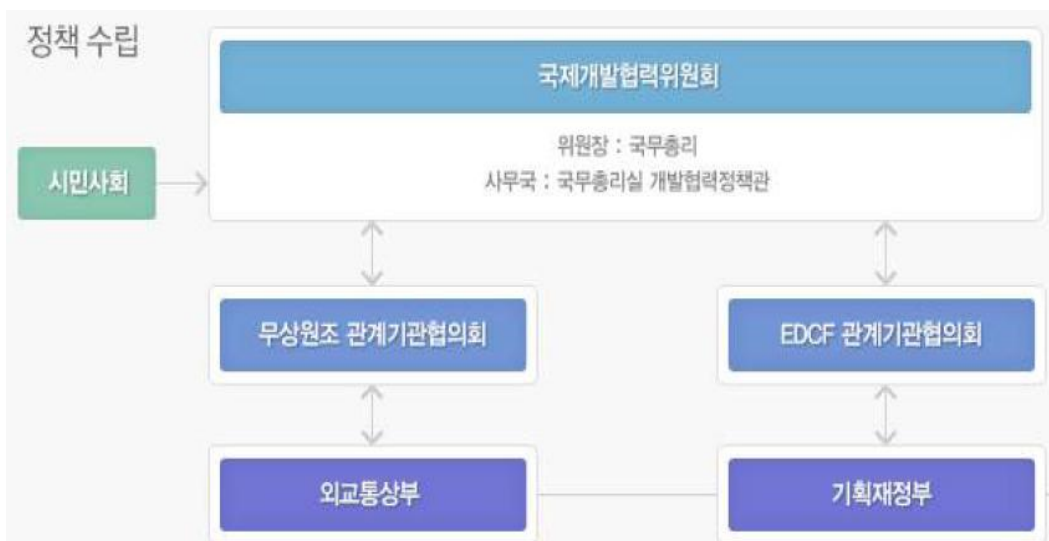 정책 수립
국제개발협력위원회
위원장 : 국무총리
사무국 : 국무총리실 개발협력정책관
시민사회
무상원조 관계기관협의회
EDCF 관계기관협의회
외교통상부
기획재정부